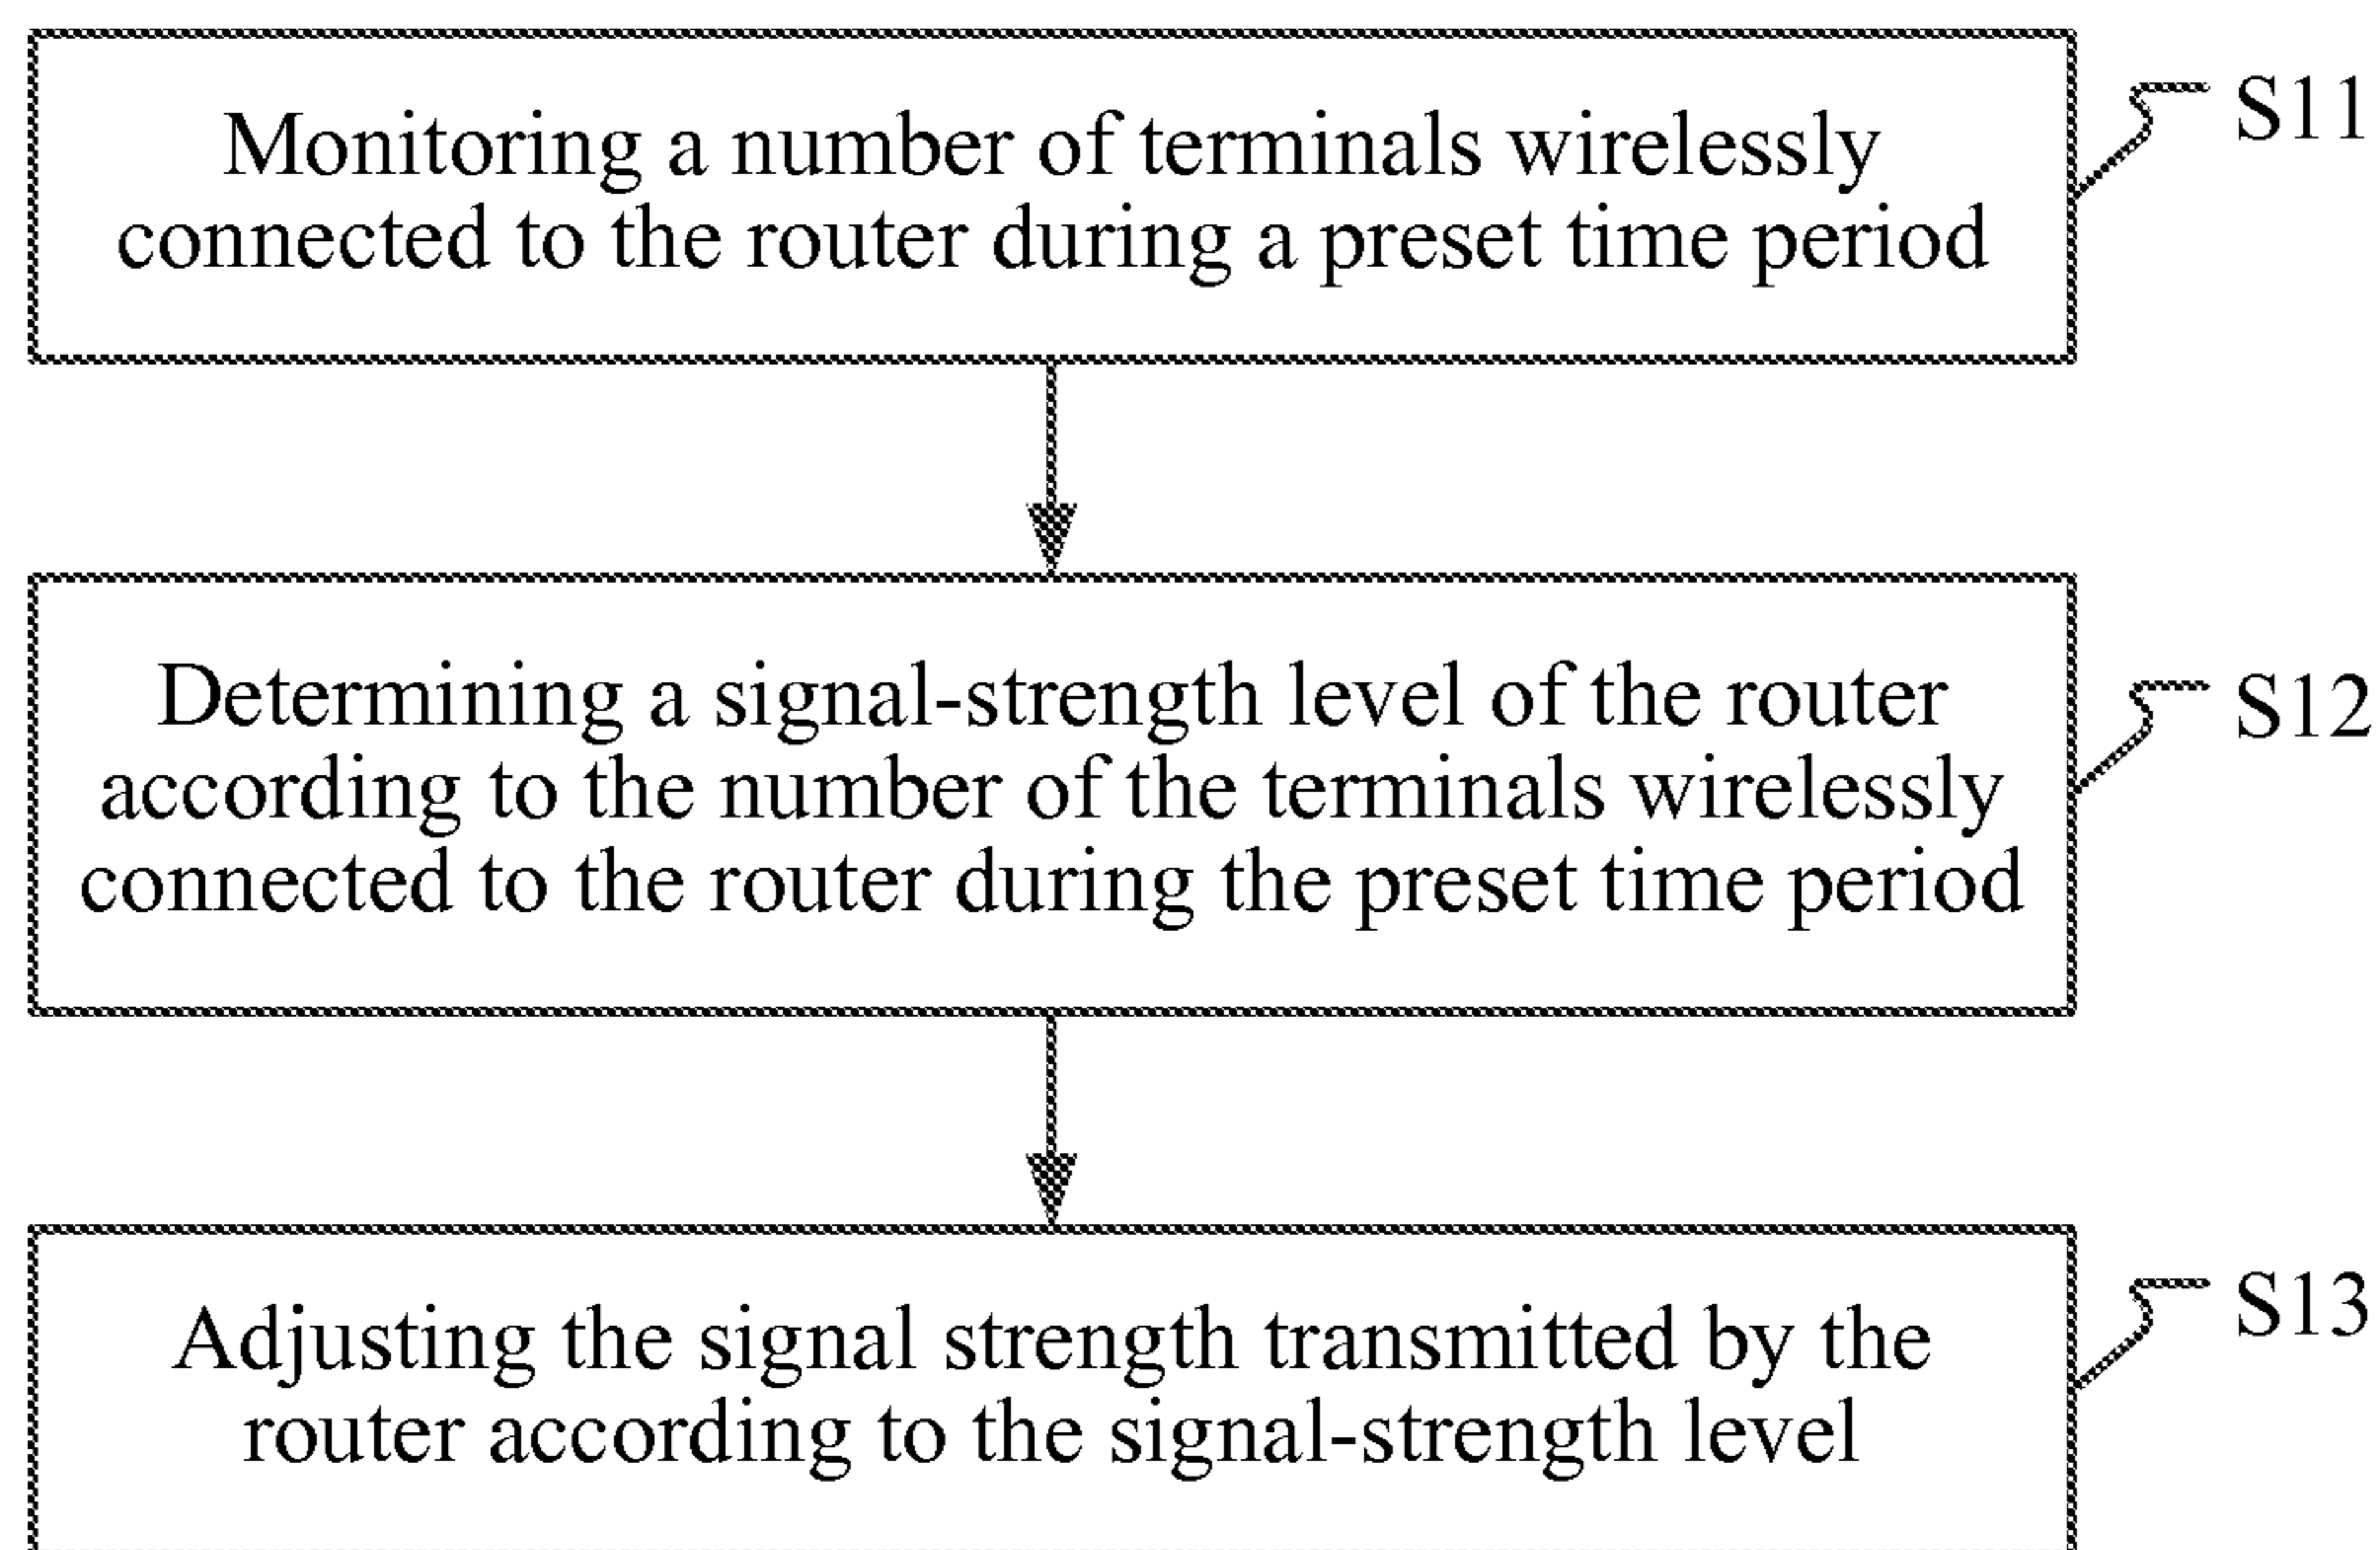 Monitoring a number of terminals wirelessly
connected to the router during a preset time period
S11
Determining a signal-strength level of the router
according to the number of the terminals wirelessly
connected to the router during the preset time period
S12
Adjusting the signal strength transmitted by the
router according to the signal-strength level
S13